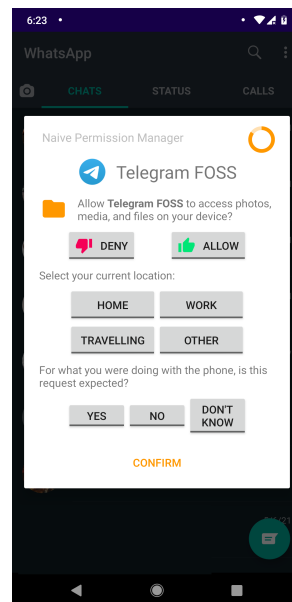 6:23
WhatsApp
CHATS STATUS CALLS
Naive Permission Manager
Telegram FOSS
Allow Telegram FOSS to access photos,
media, and files on your device?
DENY ALLOW
Select your current location:
HOME WORK
TRAVELLING OTHER
For what you were doing with the phone, is this
request expected?
YES NO DON'T
KNOW
CONFIRM